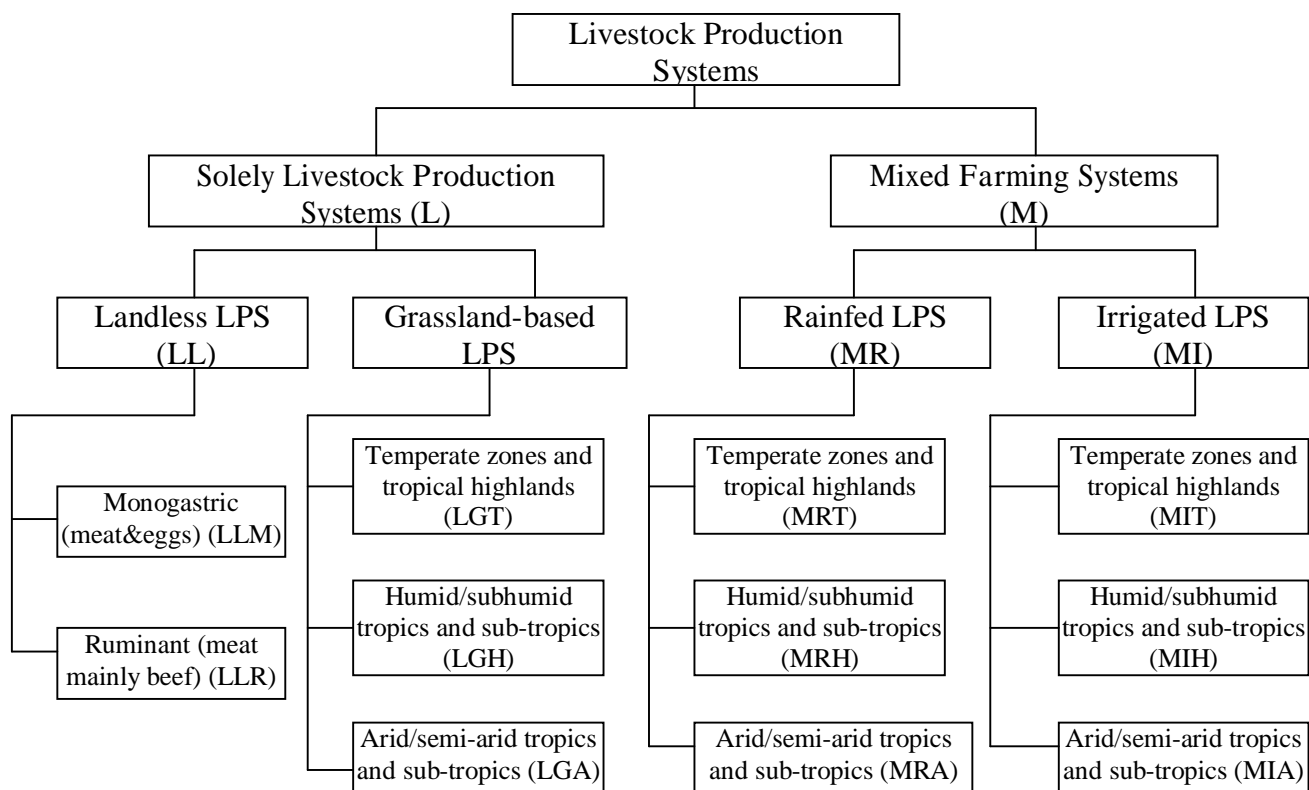 Livestock Production
Systems
Solely Livestock Production
Systems (L)
Mixed Farming Systems
(M)
Landless LPS
(LL)
Grassland-based
LPS
Rainfed LPS
(MR)
Irrigated LPS
(MI)
Monogastric
(meat&eggs) (LLM)
Ruminant (meat
mainly beef) (LLR)
Temperate zones and
tropical highlands
(LGT)
Humid/subhumid
tropics and sub-tropics
(LGH)
Arid/semi-arid tropics
and sub-tropics (LGA)
Temperate zones and
tropical highlands
(MRT)
Humid/subhumid
tropics and sub-tropics
(MRH)
Arid/semi-arid tropics
and sub-tropics (MRA)
Temperate zones and
tropical highlands
(MIT)
Humid/subhumid
tropics and sub-tropics
(MIH)
Arid/semi-arid tropics
and sub-tropics (MIA)